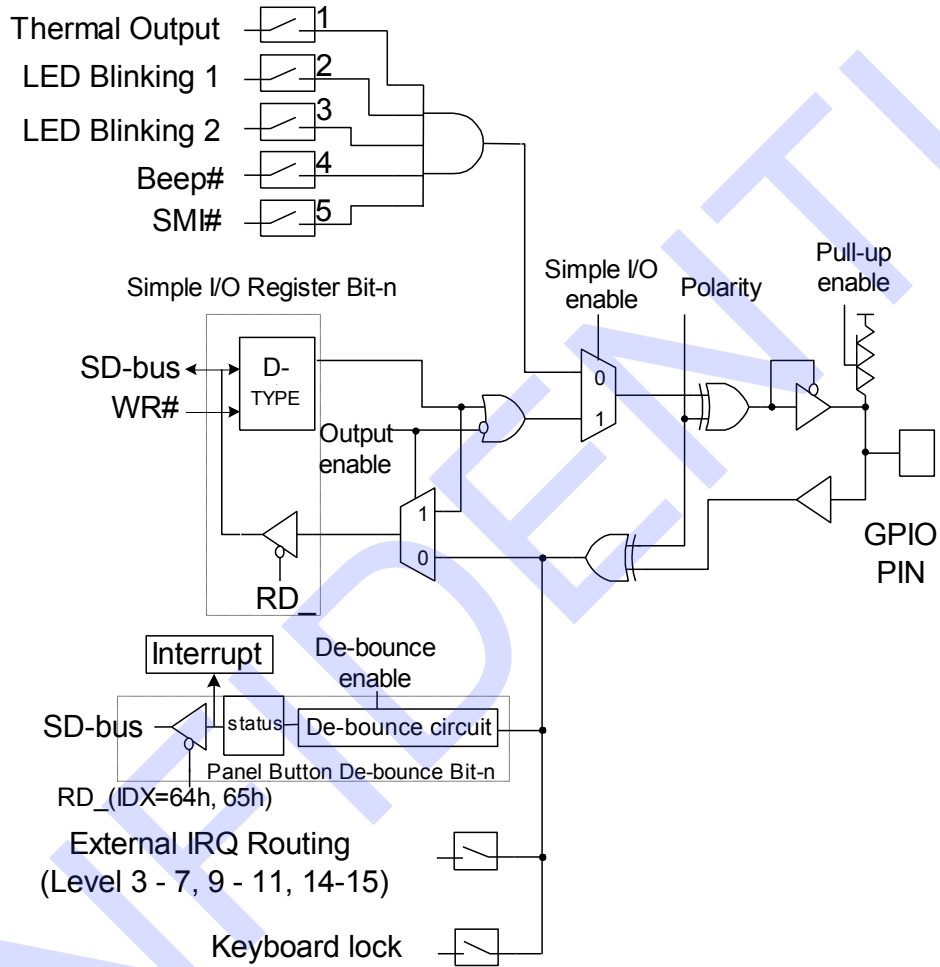 Thermal Output
1
LED Blinking 1
2
LED Blinking 2
3
Beep#
4
SMI#
5
Simple I/O Register Bit-n
Simple I/O
enable
Polarity
Pull-up
enable
SD-bus
WR#
D-
TYPE
0
1
Output
enable
1
0
RD_
GPIO
PIN
Interrupt
De-bounce
enable
SD-bus
status
De-bounce circuit
Panel Button De-bounce Bit-n
RD_(IDX=64h, 65h)
External IRQ Routing
(Level 3 - 7, 9 - 11, 14-15)
Keyboard lock
NFIDENTI